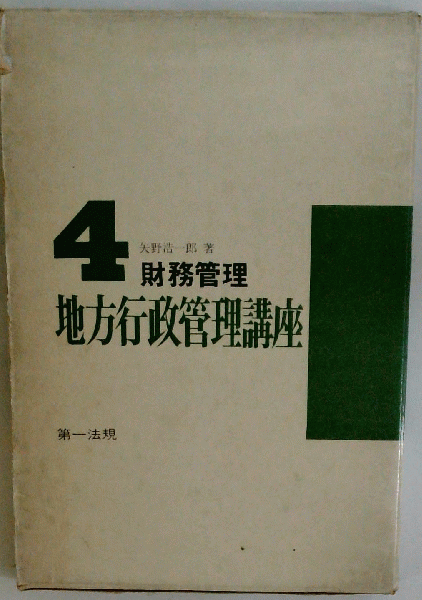 4
矢野浩一郎 著
財務管理
地方行政管理講座
第一法規